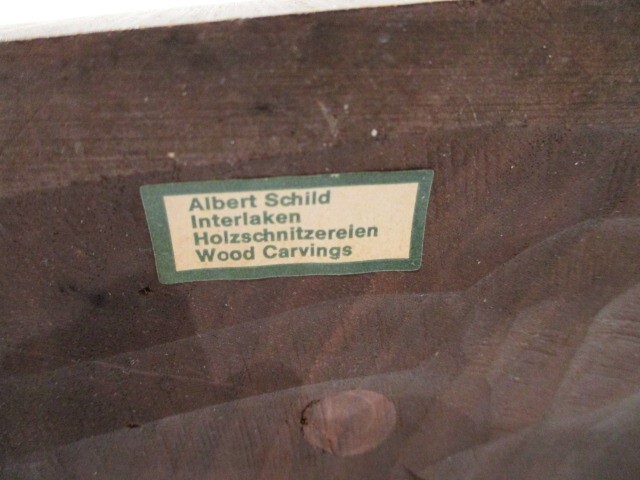 Albert Schild
Interlaken
Holzschnitzereien
Wood Carvings